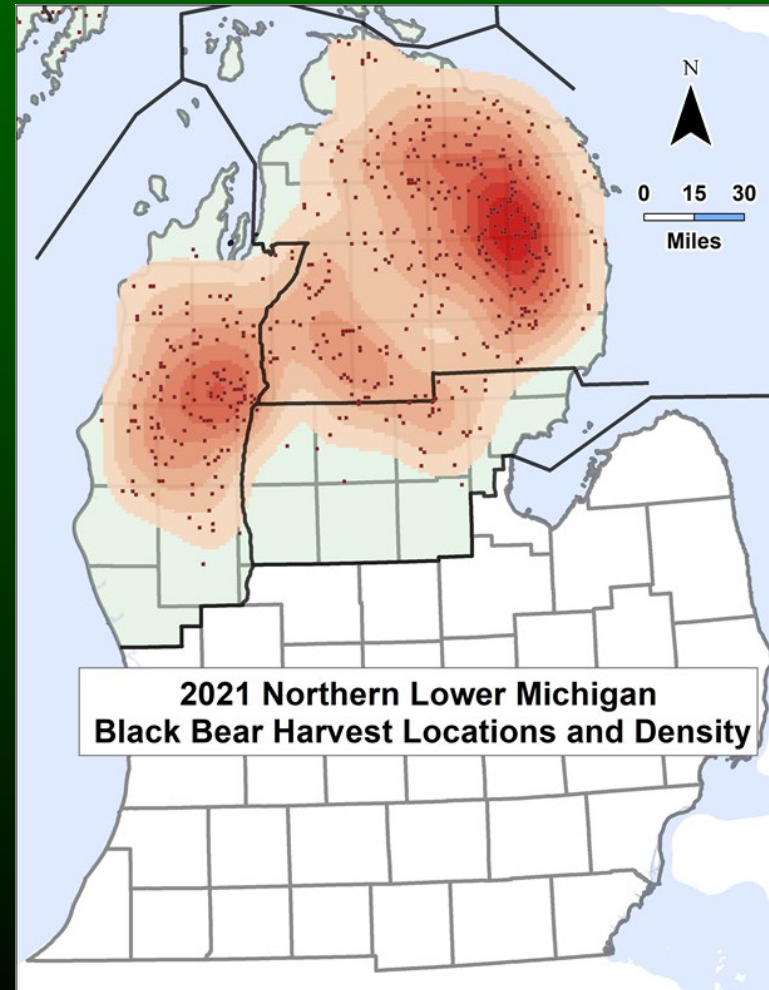 N
0 15 30
Miles
2021 Northern Lower Michigan
Black Bear Harvest Locations and Density